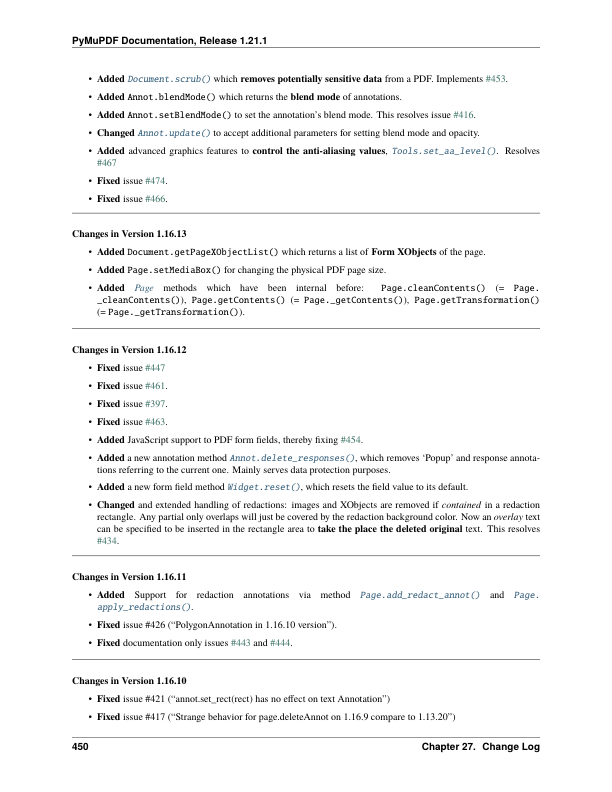 PyMuPDF Documentation, Release 1.21.1
• Added Document.scrub() which removes potentially sensitive data from a PDF. Implements #453.
• Added Annot.blendMode() which returns the blend mode of annotations.
• Added Annot.setBlendMode() to set the annotation's blend mode. This resolves issue #416.
• Changed Annot.update() to accept additional parameters for setting blend mode and opacity.
• Added advanced graphics features to control the anti-aliasing values, Tools.set_aa_level(). Resolves
#467
• Fixed issue #474.
• Fixed issue #466.
Changes in Version 1.16.13
• Added Document.getPageXObjectList() which returns a list of Form XObjects of the page.
• Added Page.setMediaBox() for changing the physical PDF page size.
• Added Page methods which have been internal before: Page.cleanContents() (= Page.
_cleanContents()), Page.getContents() (= Page._getContents()), Page.getTransformation()
(= Page._getTransformation()).
Changes in Version 1.16.12
• Fixed issue #447
• Fixed issue #461.
• Fixed issue #397.
• Fixed issue #463.
• Added JavaScript support to PDF form fields, thereby fixing #454.
• Added a new annotation method Annot.delete_responses(), which removes 'Popup' and response annota-
tions referring to the current one. Mainly serves data protection purposes.
• Added a new form field method Widget.reset(), which resets the field value to its default.
• Changed and extended handling of redactions: images and XObjects are removed if contained in a redaction
rectangle. Any partial only overlaps will just be covered by the redaction background color. Now an overlay text
can be specified to be inserted in the rectangle area to take the place the deleted original text. This resolves
#434.
Changes in Version 1.16.11
• Added Support for redaction annotations via method Page.add_redact_annot() and Page.
apply_redactions().
• Fixed issue #426 ("PolygonAnnotation in 1.16.10 version").
• Fixed documentation only issues #443 and #444.
Changes in Version 1.16.10
• Fixed issue #421 ("annot.set_rect(rect) has no effect on text Annotation")
• Fixed issue #417 ("Strange behavior for page.deleteAnnot on 1.16.9 compare to 1.13.20")
450 Chapter 27. Change Log